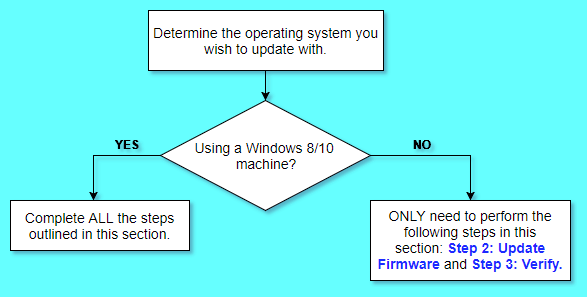 Determine the operating system you
wish to update with.
YES
Using a Windows 8/10
machine?
NO
Complete ALL the steps
outlined in this section.
ONLY need to perform the
following steps in this
section: Step 2: Update
Firmware and Step 3: Verify.